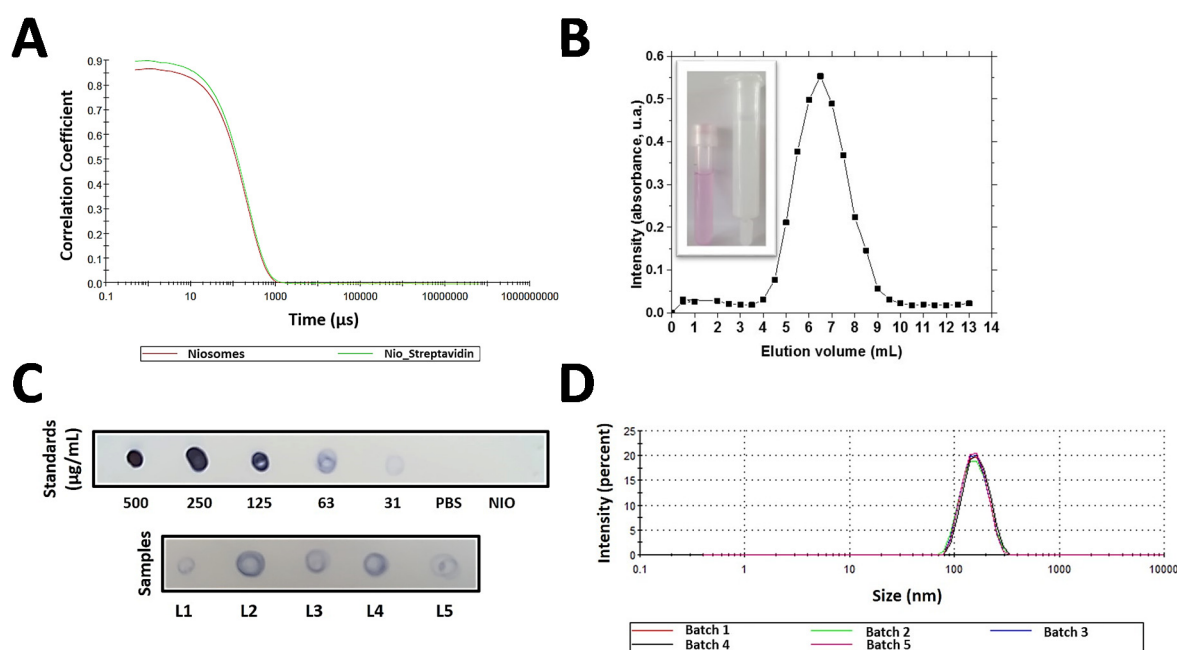 A
0.9
0.8
0.7
0.6
0.5
0.4
0.3
0.2
0.1
0.0
Correlation Coefficient
0.1 10 1000 100000 10000000 1000000000
Time (µs)
Niosomes Nio_Streptavidin
B
0.6
0.5
0.4
0.3
0.2
0.1
0.0
Intensity (absorbance, u.a.)
0 1 2 3 4 5 6 7 8 9 10 11 12 13 14
Elution volume (mL)
C
Standards
(µg/mL)
500 250 125 63 31 PBS NIO
Samples
L1 L2 L3 L4 L5
D
25
20
15
10
5
0
Intensity (percent)
0.1 1 10 100 1000 10000
Size (nm)
Batch 1 Batch 2 Batch 3
Batch 4 Batch 5